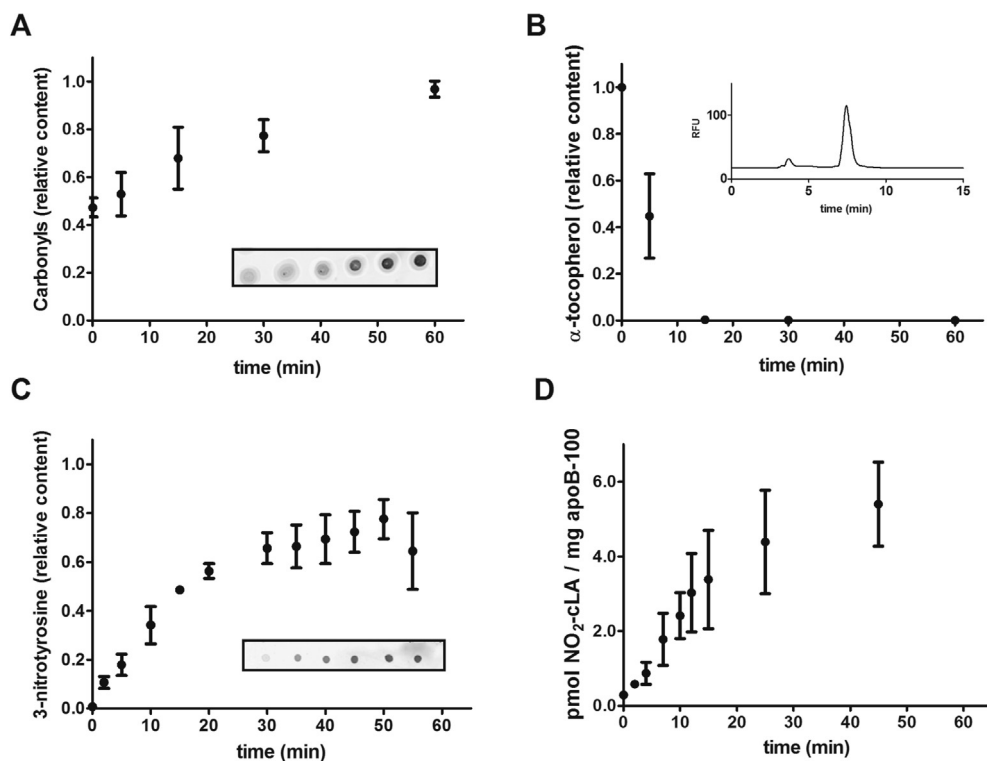 A
Carbonyls (relative content)
1.0
0.8
0.6
0.4
0.2
0.0
0 10 20 30 40 50 60
time (min)
B
α-tocopherol (relative content)
1.0
0.8
0.6
0.4
0.2
0.0
0 10 20 30 40 50 60
time (min)
RFU
100
0
0 5 10 15
time (min)
C
3-nitrotyrosine (relative content)
1.0
0.8
0.6
0.4
0.2
0.0
0 10 20 30 40 50 60
time (min)
D
pmol NO₂-cLA / mg apoB-100
6.0
4.0
2.0
0.0
0 10 20 30 40 50 60
time (min)